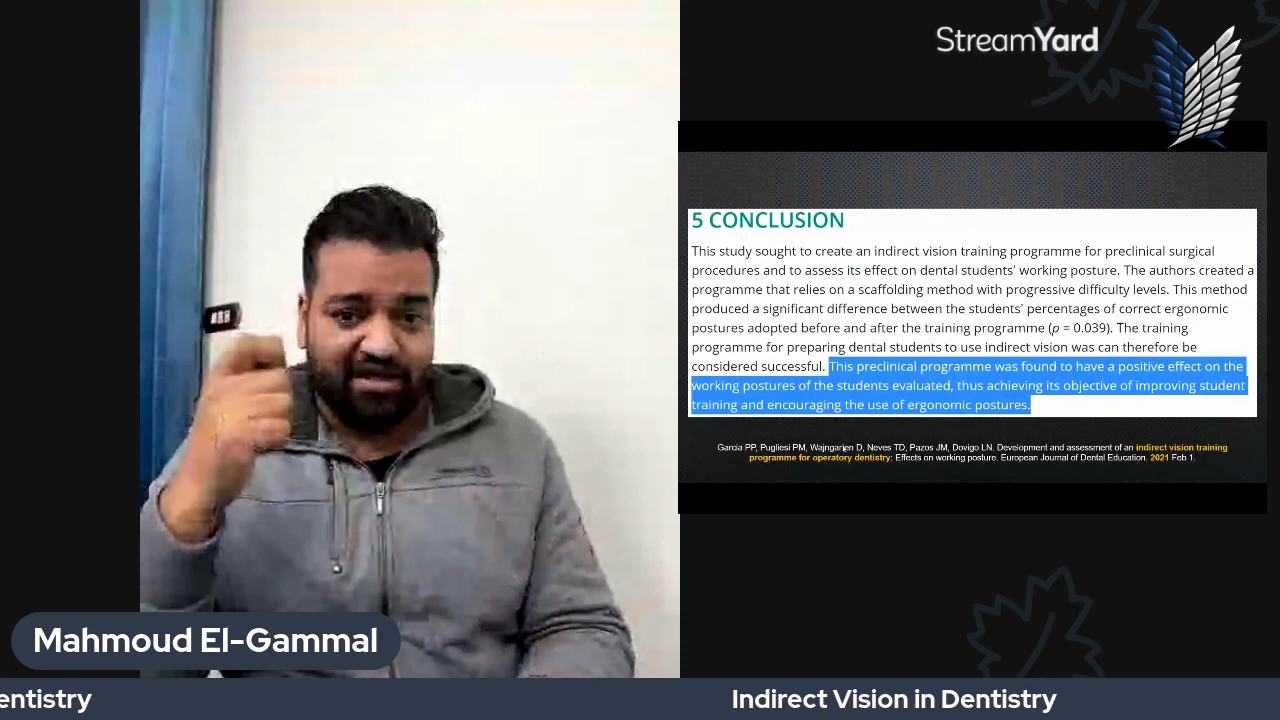 StreamYard
5 CONCLUSION
This study sought to create an indirect vision training programme for preclinical surgical
procedures and to assess its effect on dental students' working posture. The authors created a
programme that relies on a scaffolding method with progressive difficulty levels. This method
produced a significant difference between the students' percentages of correct ergonomic
postures adopted before and after the training programme (p = 0.039). The training
programme for preparing dental students to use indirect vision was can therefore be
considered successful. This preclinical programme was found to have a positive effect on the
working postures of the students evaluated, thus achieving its objective of improving student
training and encouraging the use of ergonomic postures.
Garcia PP, Pugliesi PM, Wajngarten D, Neves TD, Pazos JM, Dovigo LN. Development and assessment of an indirect vision training
programme for operatory dentistry: Effects on working posture. European Journal of Dental Education. 2021 Feb 1.
Mahmoud El-Gammal
entistry
Indirect Vision in Dentistry